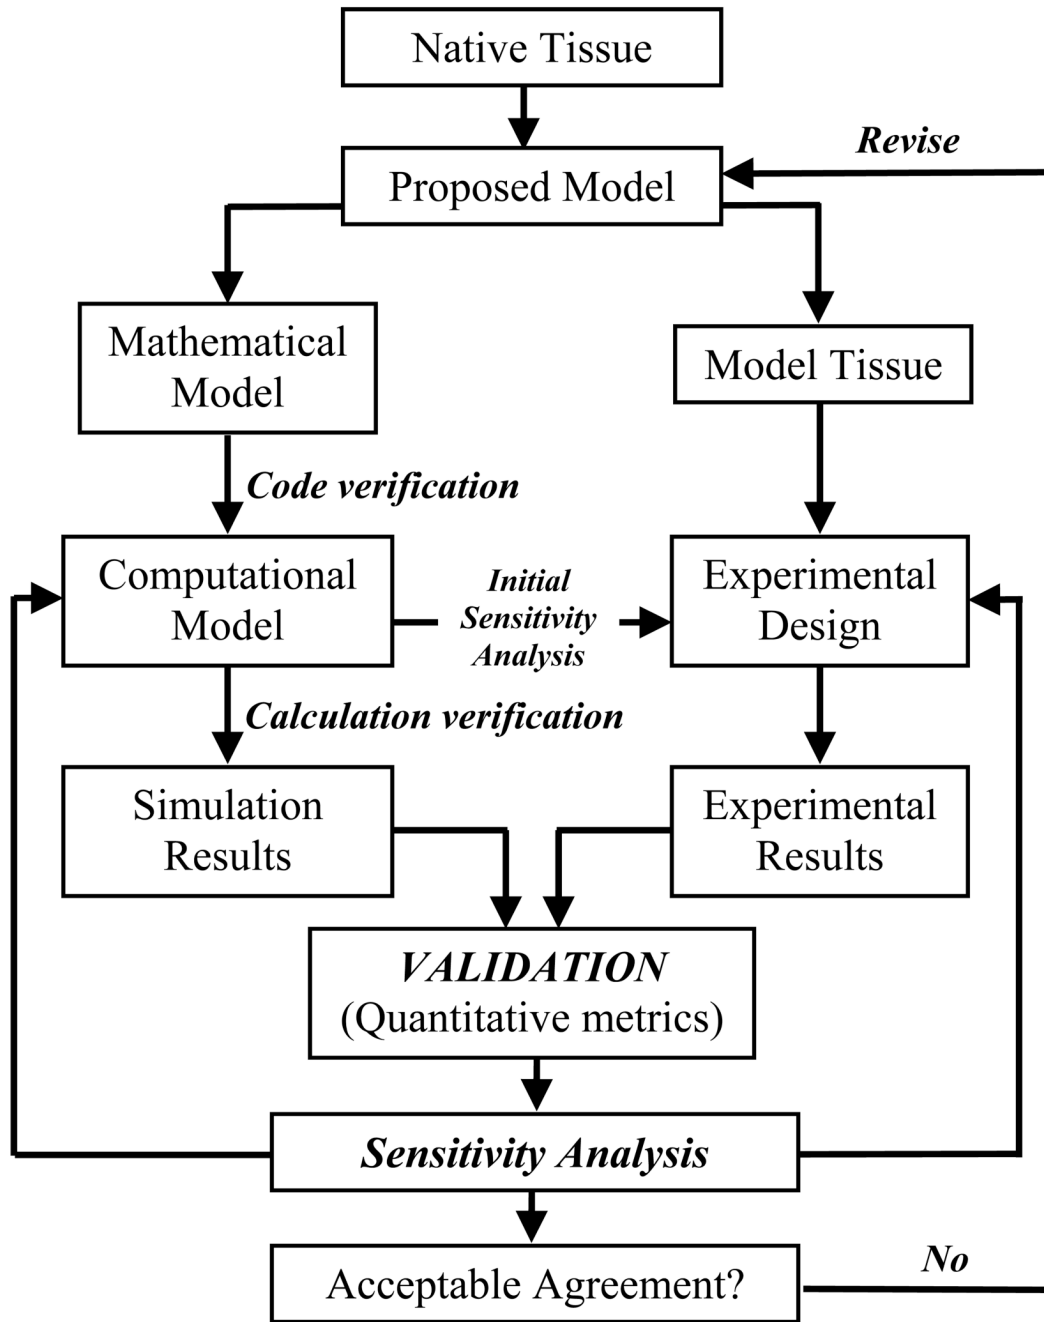 Native Tissue
Revise
Proposed Model
Mathematical
Model
Model Tissue
Code verification
Computational
Model
Initial
Sensitivity
Analysis
Experimental
Design
Calculation verification
Simulation
Results
Experimental
Results
VALIDATION
(Quantitative metrics)
Sensitivity Analysis
Acceptable Agreement?
No